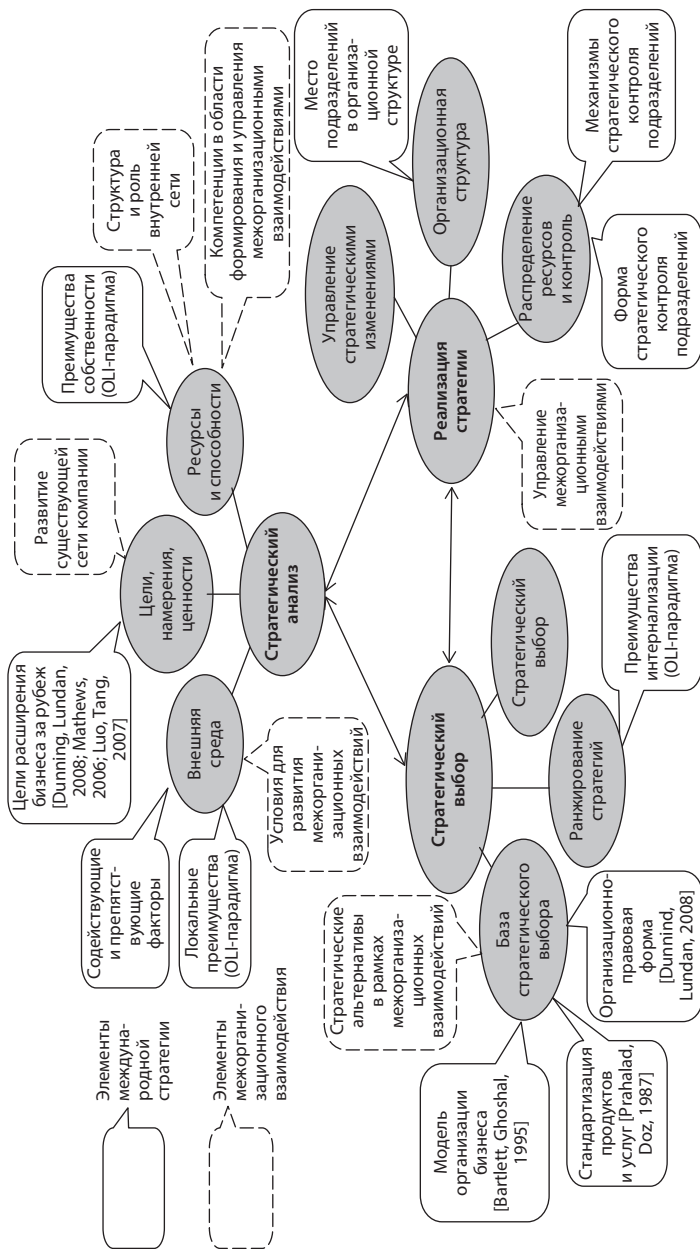 Элементы
междуна-
родной
стратегии
Элементы
межоргани-
зационного
взаимодействия
Содействующие
и препятст-
вующие
факторы
Локальные
преимущества
(OLI-парадигма)
Цели расширения
бизнеса за рубеж
[Dunning, Lundan,
2008; Mathews,
2006; Luo, Tang,
2007]
Развитие
существующей
сети компании
Преимущества
собственности
(OLI-парадигма)
Структура
и роль
внутренней
сети
Компетенции в области
формирования и управления
межорганизационными
взаимодействиями
Внешняя
среда
Цели,
намерения,
ценности
Ресурсы
и способности
Условия для
развития
межоргани-
зационных
взаимодействий
Стратегический
анализ
Стратегические
альтернативы
в рамках
межорганиза-
ционных
взаимодействий
Стратегический
выбор
Реализация
стратегии
Управление
стратегическими
изменениями
Место
подразделений
в организа-
ционной
структуре
Организационная
структура
Модель
организации
бизнеса
[Bartlett, Ghoshal,
1995]
База
стратегического
выбора
Ранжирование
стратегий
Стратегический
выбор
Управление
межорганиза-
ционными
взаимодействиями
Распределение
ресурсов
и контроль
Стандартизация
продуктов
и услуг [Prahalad,
Doz, 1987]
Организационно-
правовая
форма
[Dunnind,
Lundan, 2008]
Преимущества
интернализации
(OLI-парадигма)
Форма
стратегического
контроля
подразделений
Механизмы
стратегического
контроля
подразделений